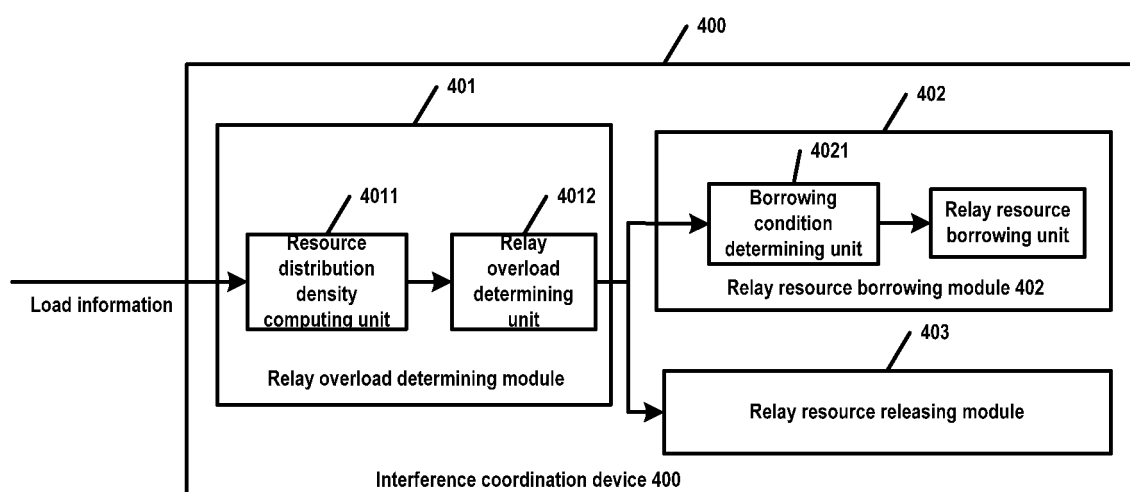 400
401
402
4021
4011
4012
Borrowing
condition
determining unit
Relay resource
borrowing unit
Resource
distribution
density
computing unit
Relay
overload
determining
unit
Relay resource borrowing module 402
Load information
Relay overload determining module
403
Relay resource releasing module
Interference coordination device 400